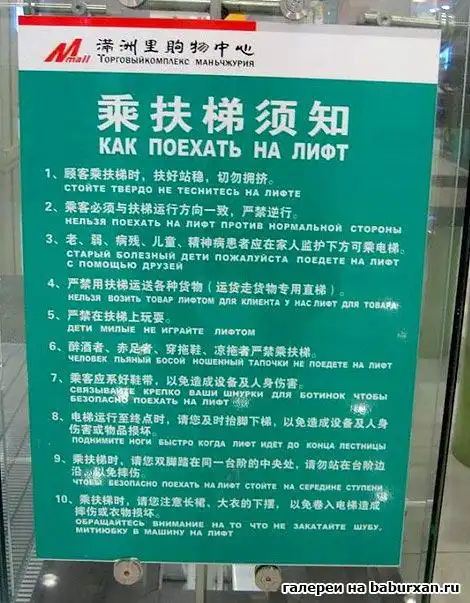 Mmall 满洲里购物中心
ТОРГОВЫЙКОМПЛЕКС МАНЬЧЖУРИЯ
乘扶梯须知
КАК ПОЕХАТЬ НА ЛИФТ
1、顾客乘扶梯时，扶好站稳，切勿拥挤。
СТОЙТЕ ТВЁРДО НЕ ТЕСНИТЕСЬ НА ЛИФТЕ
2、乘客必须与扶梯运行方向一致，严禁逆行。
НЕЛЬЗЯ ПОЕХАТЬ НА ЛИФТ ПРОТИВ НОРМАЛЬНОЙ СТОРОНЫ
3、老、弱、病残、儿童、精神病患者应在家人监护下方可乘电梯。
СТАРЫЙ БОЛЕЗНЫЙ ДЕТИ ПОЖАЛУЙСТА ПОЕДЕТЕ НА ЛИФТ
С ПОМОЩЬЮ ДРУЗЕЙ
4、严禁用扶梯运送各种货物（运货走货物专用直梯）。
НЕЛЬЗЯ ВОЗИТЬ ТОВАР ЛИФТОМ ДЛЯ КЛИЕНТА У НАС ЛИФТ ДЛЯ ТОВАРА
5、严禁在扶梯上玩耍。
ДЕТИ МИЛЫЕ НЕ ИГРАЙТЕ ЛИФТОМ
6、醉酒者、赤足者、穿拖鞋、凉拖者严禁乘扶梯。
ЧЕЛОВЕК ПЬЯНЫЙ БОСОЙ НОШЕННЫЙ ТАПОЧКИ НЕ ПОЕДЕТЕ НА ЛИФТ
7、乘客应系好鞋带，以免造成设备及人身伤害。
СВЯЗЫВАЙТЕ КРЕПКО ВАШИ ШНУРКИ ДЛЯ БОТИНОК ЧТОБЫ
БЕЗОПАСНО ПОЕХАТЬ НА ЛИФТ
8、电梯运行至终点时，请您及时抬脚下梯，以免造成设备及人身
伤害或物品损坏。
ПОДНИМИТЕ НОГИ БЫСТРО КОГДА ЛИФТ ИДЁТ ДО КОНЦА ЛЕСТНИЦЫ
9、乘扶梯时，请您双脚踏在同一台阶的中央处，请勿站在台阶边
沿，以免摔伤。
ЧТОБЫ БЕЗОПАСНО ПОЕХАТЬ НА ЛИФТ СТОЙТЕ НА СЕРЕДИНЕ СТУПЕНИ
10、乘扶梯时，请您注意长裙、大衣的下摆，以免卷入电梯造成
摔伤或衣物损坏。
ОБРАЩАЙТЕСЬ ВНИМАНИЕ НА ТО ЧТО НЕ ЗАКАТАЙТЕ ШУБУ,
МИТИЮБКУ В МАШИНУ НА ЛИФТ
галереи на baburxan.ru